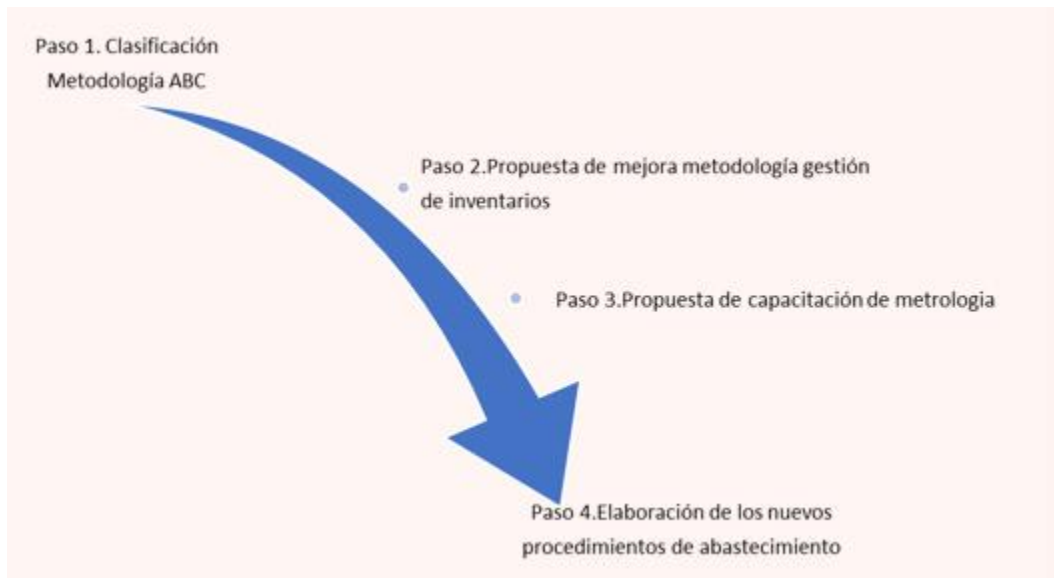 Paso 1. Clasificación
Metodología ABC
Paso 2.Propuesta de mejora metodología gestión
de inventarios
Paso 3.Propuesta de capacitación de metrologia
Paso 4.Elaboración de los nuevos
procedimientos de abastecimiento